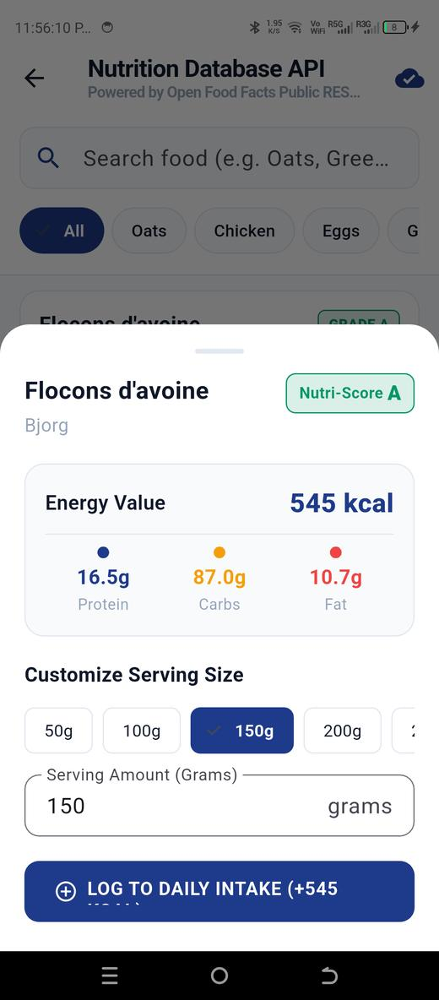 11:56:10 P...
1.95
K/S
Vo
WiFi
R5G
R3G
8
Nutrition Database API
Powered by Open Food Facts Public RES...
Search food (e.g. Oats, Gree...
All
Oats
Chicken
Eggs
G
Flocons d'avoine
GRADE A
Flocons d'avoine
Nutri-Score A
Bjorg
Energy Value
545 kcal
16.5g
87.0g
10.7g
Protein
Carbs
Fat
Customize Serving Size
50g
100g
150g
200g
Serving Amount (Grams)
150
grams
LOG TO DAILY INTAKE (+545